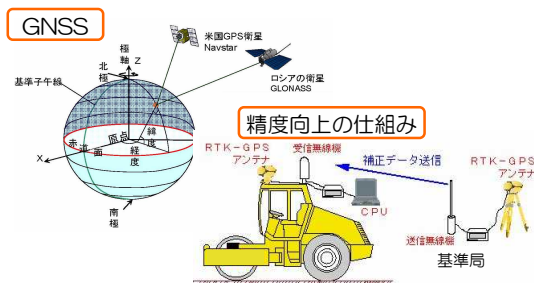 GNSS
米国GPS衛星
Navstar
極
軸
Z
北
極
基準子午線
ロシアの衛星
GLONASS
原点
緯
度
赤道面
経
度
X
南
極
精度向上の仕組み
RTK-GPS
アンテナ
受信無線機
補正データ送信
RTK-GPS
アンテナ
CPU
送信無線機
基準局